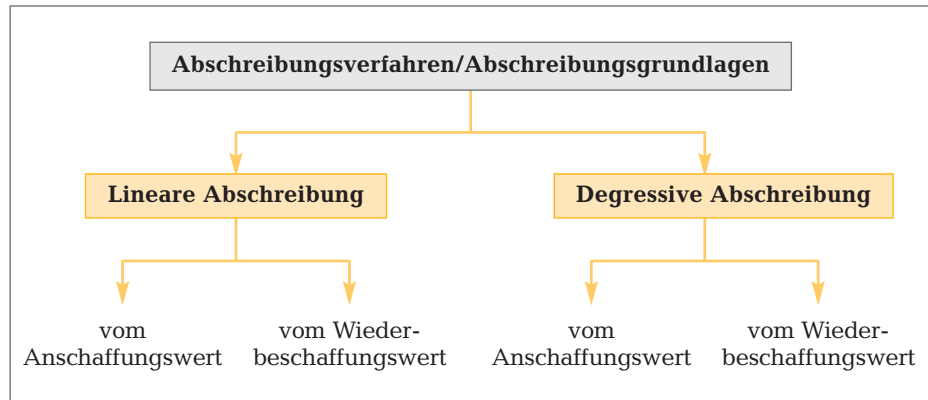 Abschreibungsverfahren/Abschreibungsgrundlagen
Lineare Abschreibung
Degressive Abschreibung
vom
Anschaffungswert
vom Wieder-
beschaffungswert
vom
Anschaffungswert
vom Wieder-
beschaffungswert